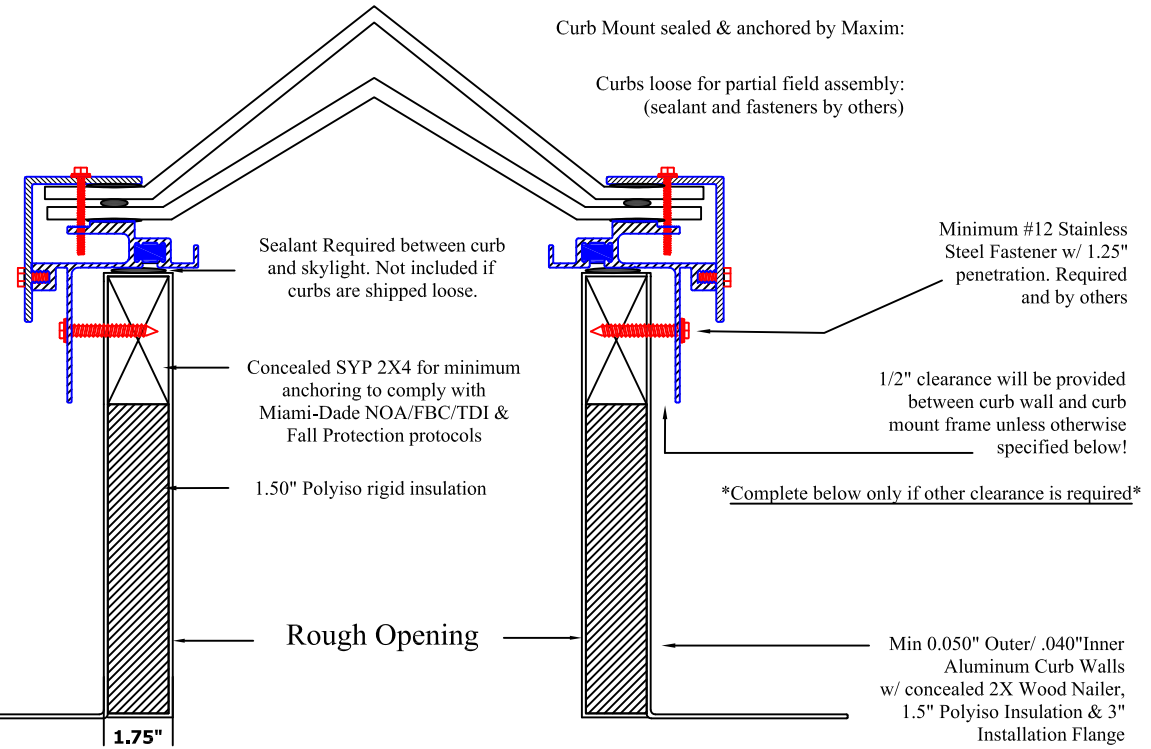 Curb Mount sealed & anchored by Maxim:
Curbs loose for partial field assembly:
(sealant and fasteners by others)
Sealant Required between curb
and skylight. Not included if
curbs are shipped loose.
Minimum #12 Stainless
Steel Fastener w/ 1.25"
penetration. Required
and by others
Concealed SYP 2X4 for minimum
anchoring to comply with
Miami-Dade NOA/FBC/TDI &
Fall Protection protocols
1/2" clearance will be provided
between curb wall and curb
mount frame unless otherwise
specified below!
1.50" Polyiso rigid insulation
*Complete below only if other clearance is required*
Rough Opening
Min 0.050" Outer/ .040"Inner
Aluminum Curb Walls
w/ concealed 2X Wood Nailer,
1.5" Polyiso Insulation & 3"
Installation Flange
1.75"